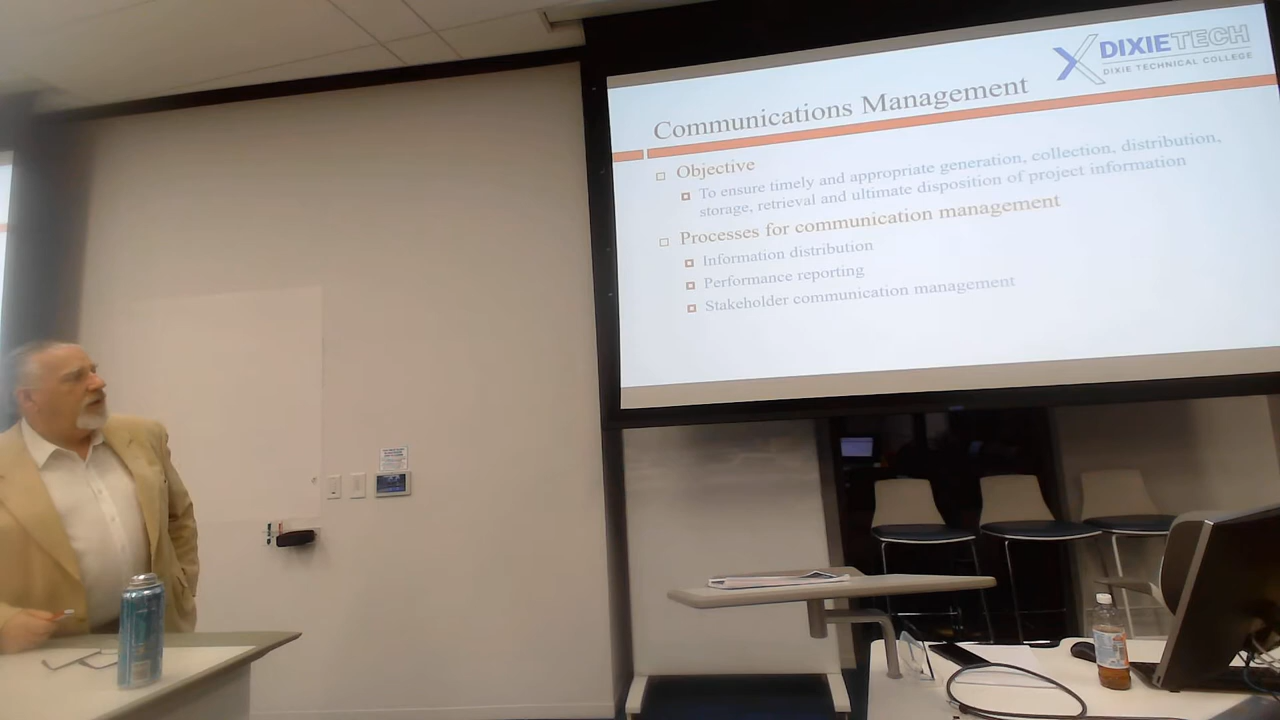 DIXIETECH
DIXIE TECHNICAL COLLEGE
Communications Management
Objective
To ensure timely and appropriate generation, collection, distribution,
storage, retrieval and ultimate disposition of project information
Processes for communication management
Information distribution
Performance reporting
Stakeholder communication management